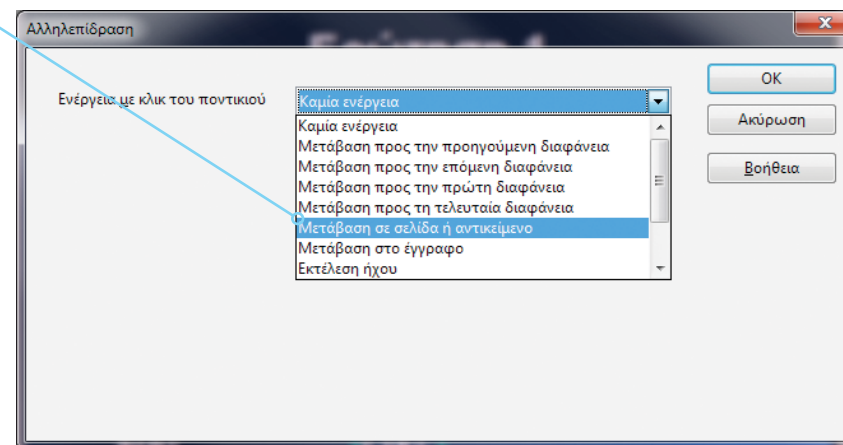 Αλληλεπίδραση
Ενέργεια με κλικ του ποντικιού
Καμία ενέργεια
Καμία ενέργεια
Μετάβαση προς την προηγούμενη διαφάνεια
Μετάβαση προς την επόμενη διαφάνεια
Μετάβαση προς την πρώτη διαφάνεια
Μετάβαση προς τη τελευταία διαφάνεια
Μετάβαση σε σελίδα ή αντικείμενο
Μετάβαση στο έγγραφο
Εκτέλεση ήχου
OK
Ακύρωση
Βοήθεια